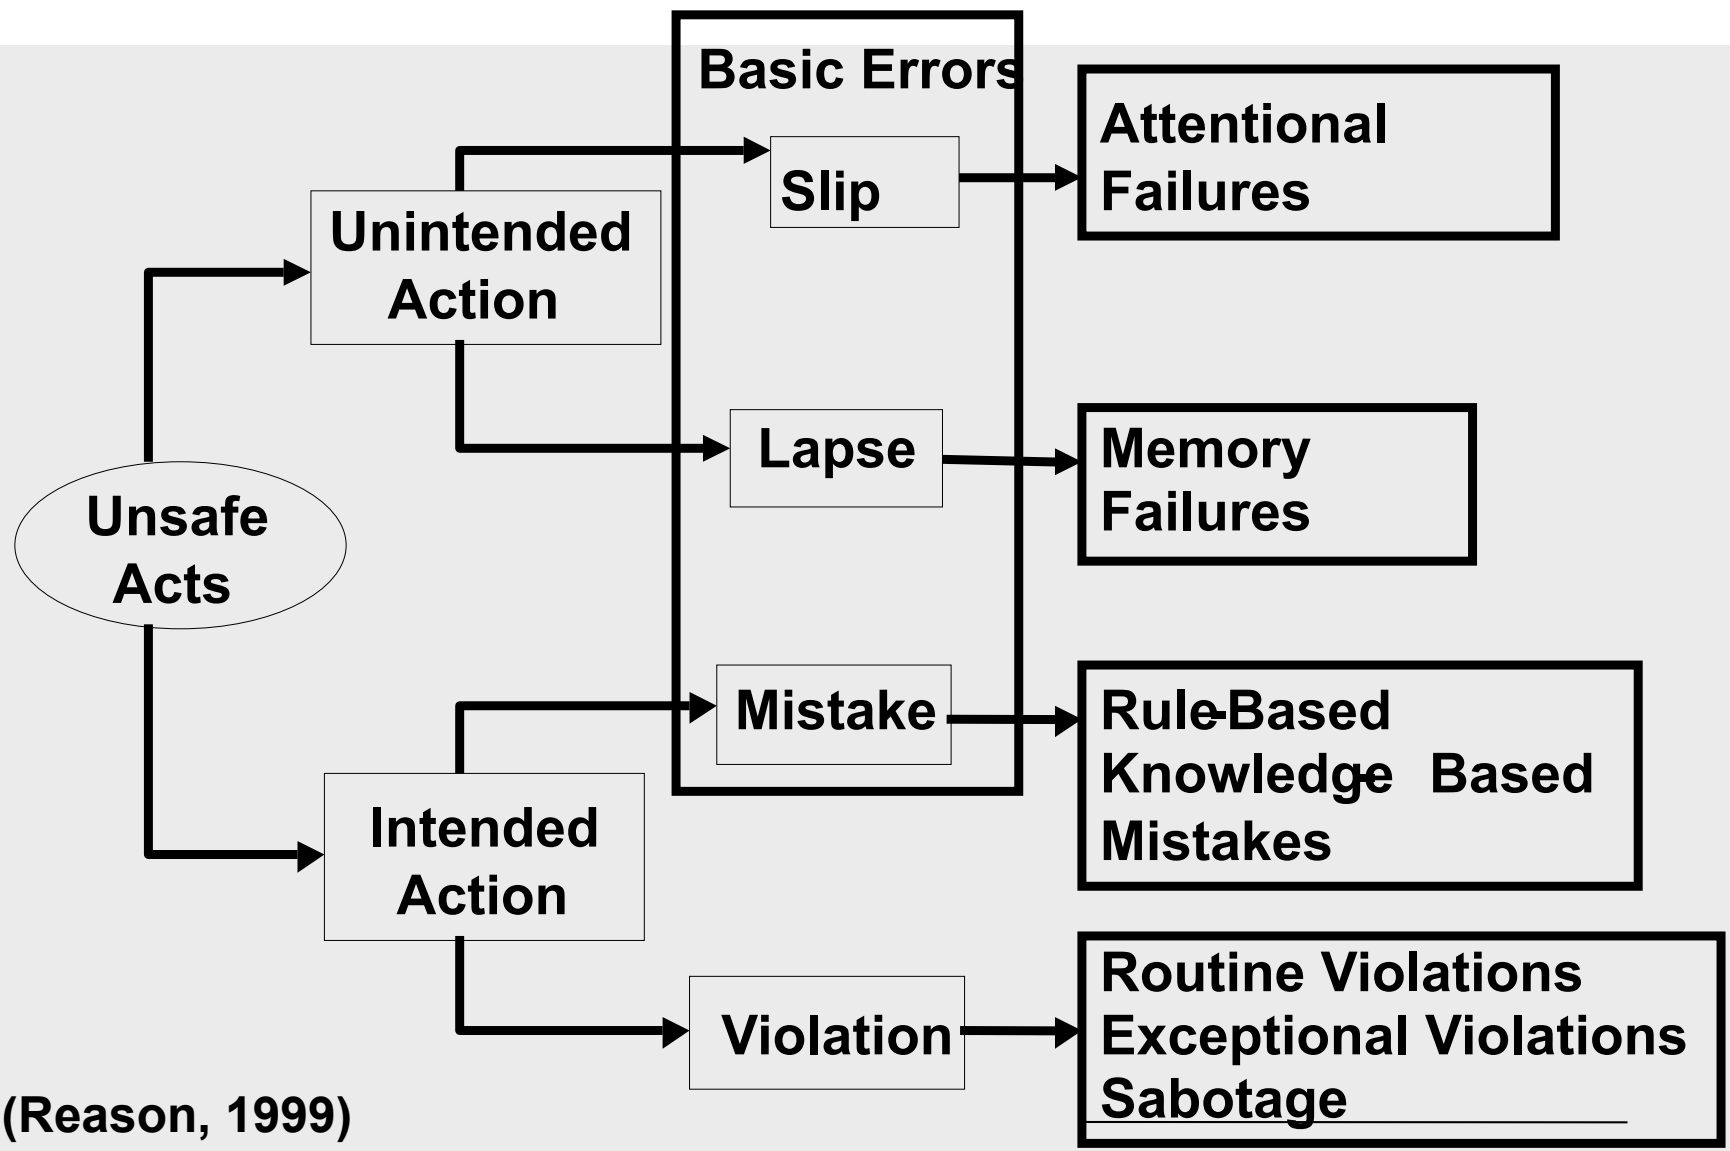 Basic Errors
Attentional
Failures
Slip
Unintended
Action
Lapse
Memory
Failures
Unsafe
Acts
Mistake
Rule-Based
Knowledge- Based
Mistakes
Intended
Action
Violation
Routine Violations
Exceptional Violations
Sabotage
(Reason, 1999)